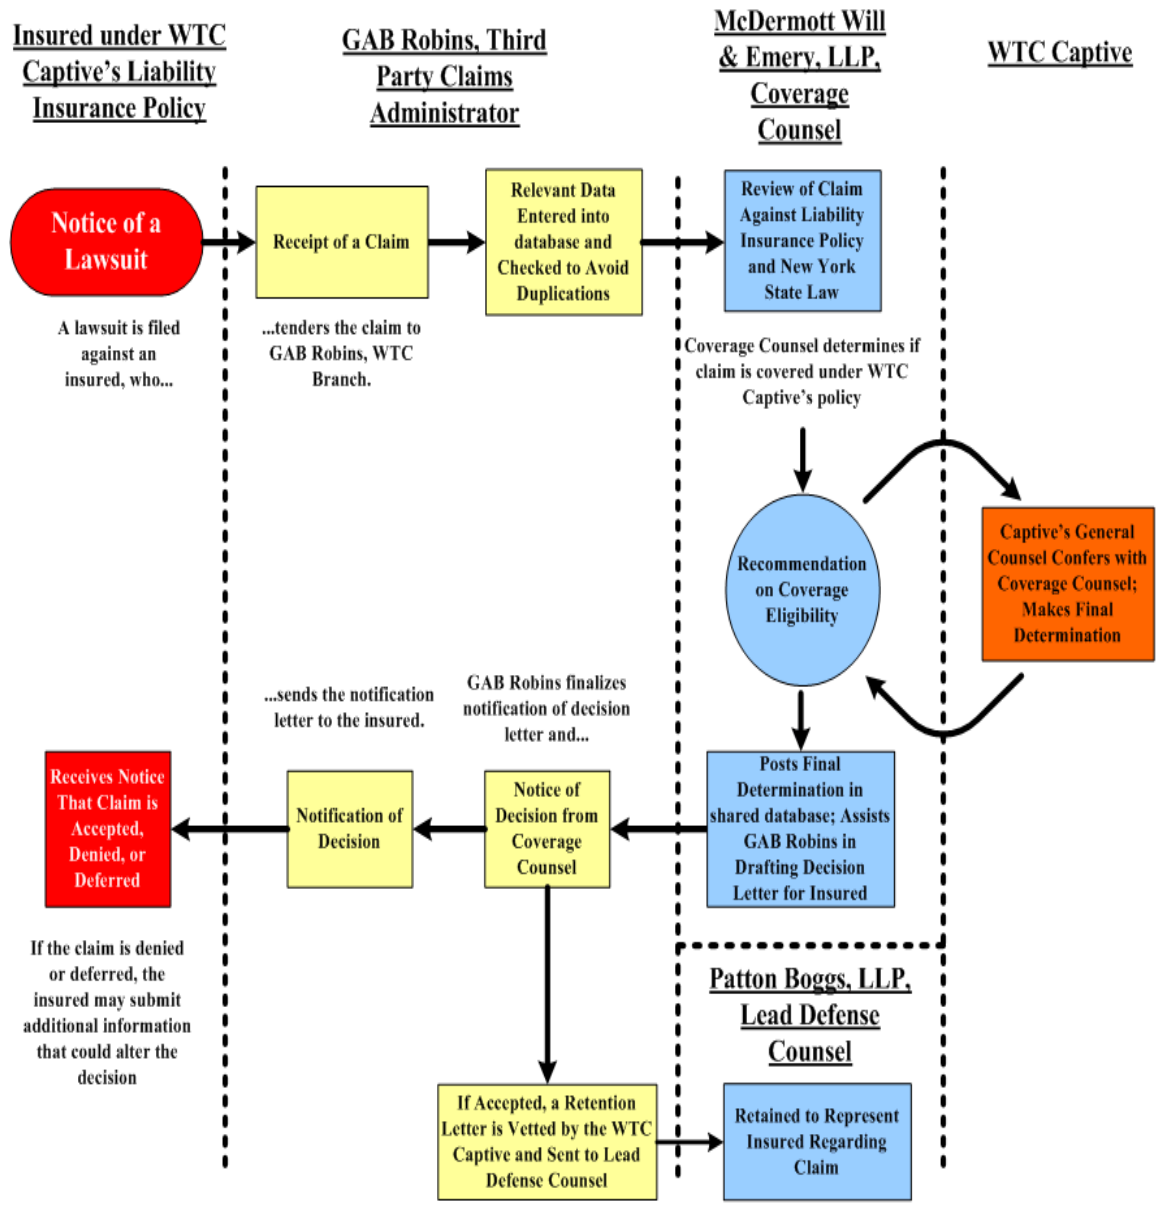 Insured under WTC
Captive's Liability
Insurance Policy
GAB Robins, Third
Party Claims
Administrator
McDermott Will
& Emery, LLP,
Coverage
Counsel
WTC Captive
Notice of a
Lawsuit
A lawsuit is filed
against an
insured, who...
Receipt of a Claim
...tenders the claim to
GAB Robins, WTC
Branch.
Relevant Data
Entered into
database and
Checked to Avoid
Duplications
Review of Claim
Against Liability
Insurance Policy
and New York
State Law
Coverage Counsel determines if
claim is covered under WTC
Captive's policy
Recommendation
on Coverage
Eligibility
Captive's General
Counsel Confers with
Coverage Counsel;
Makes Final
Determination
Posts Final
Determination in
shared database; Assists
GAB Robins in
Drafting Decision
Letter for Insured
GAB Robins finalizes
notification of decision
letter and...
Notice of
Decision from
Coverage
Counsel
...sends the notification
letter to the insured.
Notification of
Decision
Receives Notice
That Claim is
Accepted,
Denied, or
Deferred
If the claim is denied
or deferred, the
insured may submit
additional information
that could alter the
decision
If Accepted, a Retention
Letter is Vetted by the WTC
Captive and Sent to Lead
Defense Counsel
Patton Boggs, LLP,
Lead Defense
Counsel
Retained to Represent
Insured Regarding
Claim